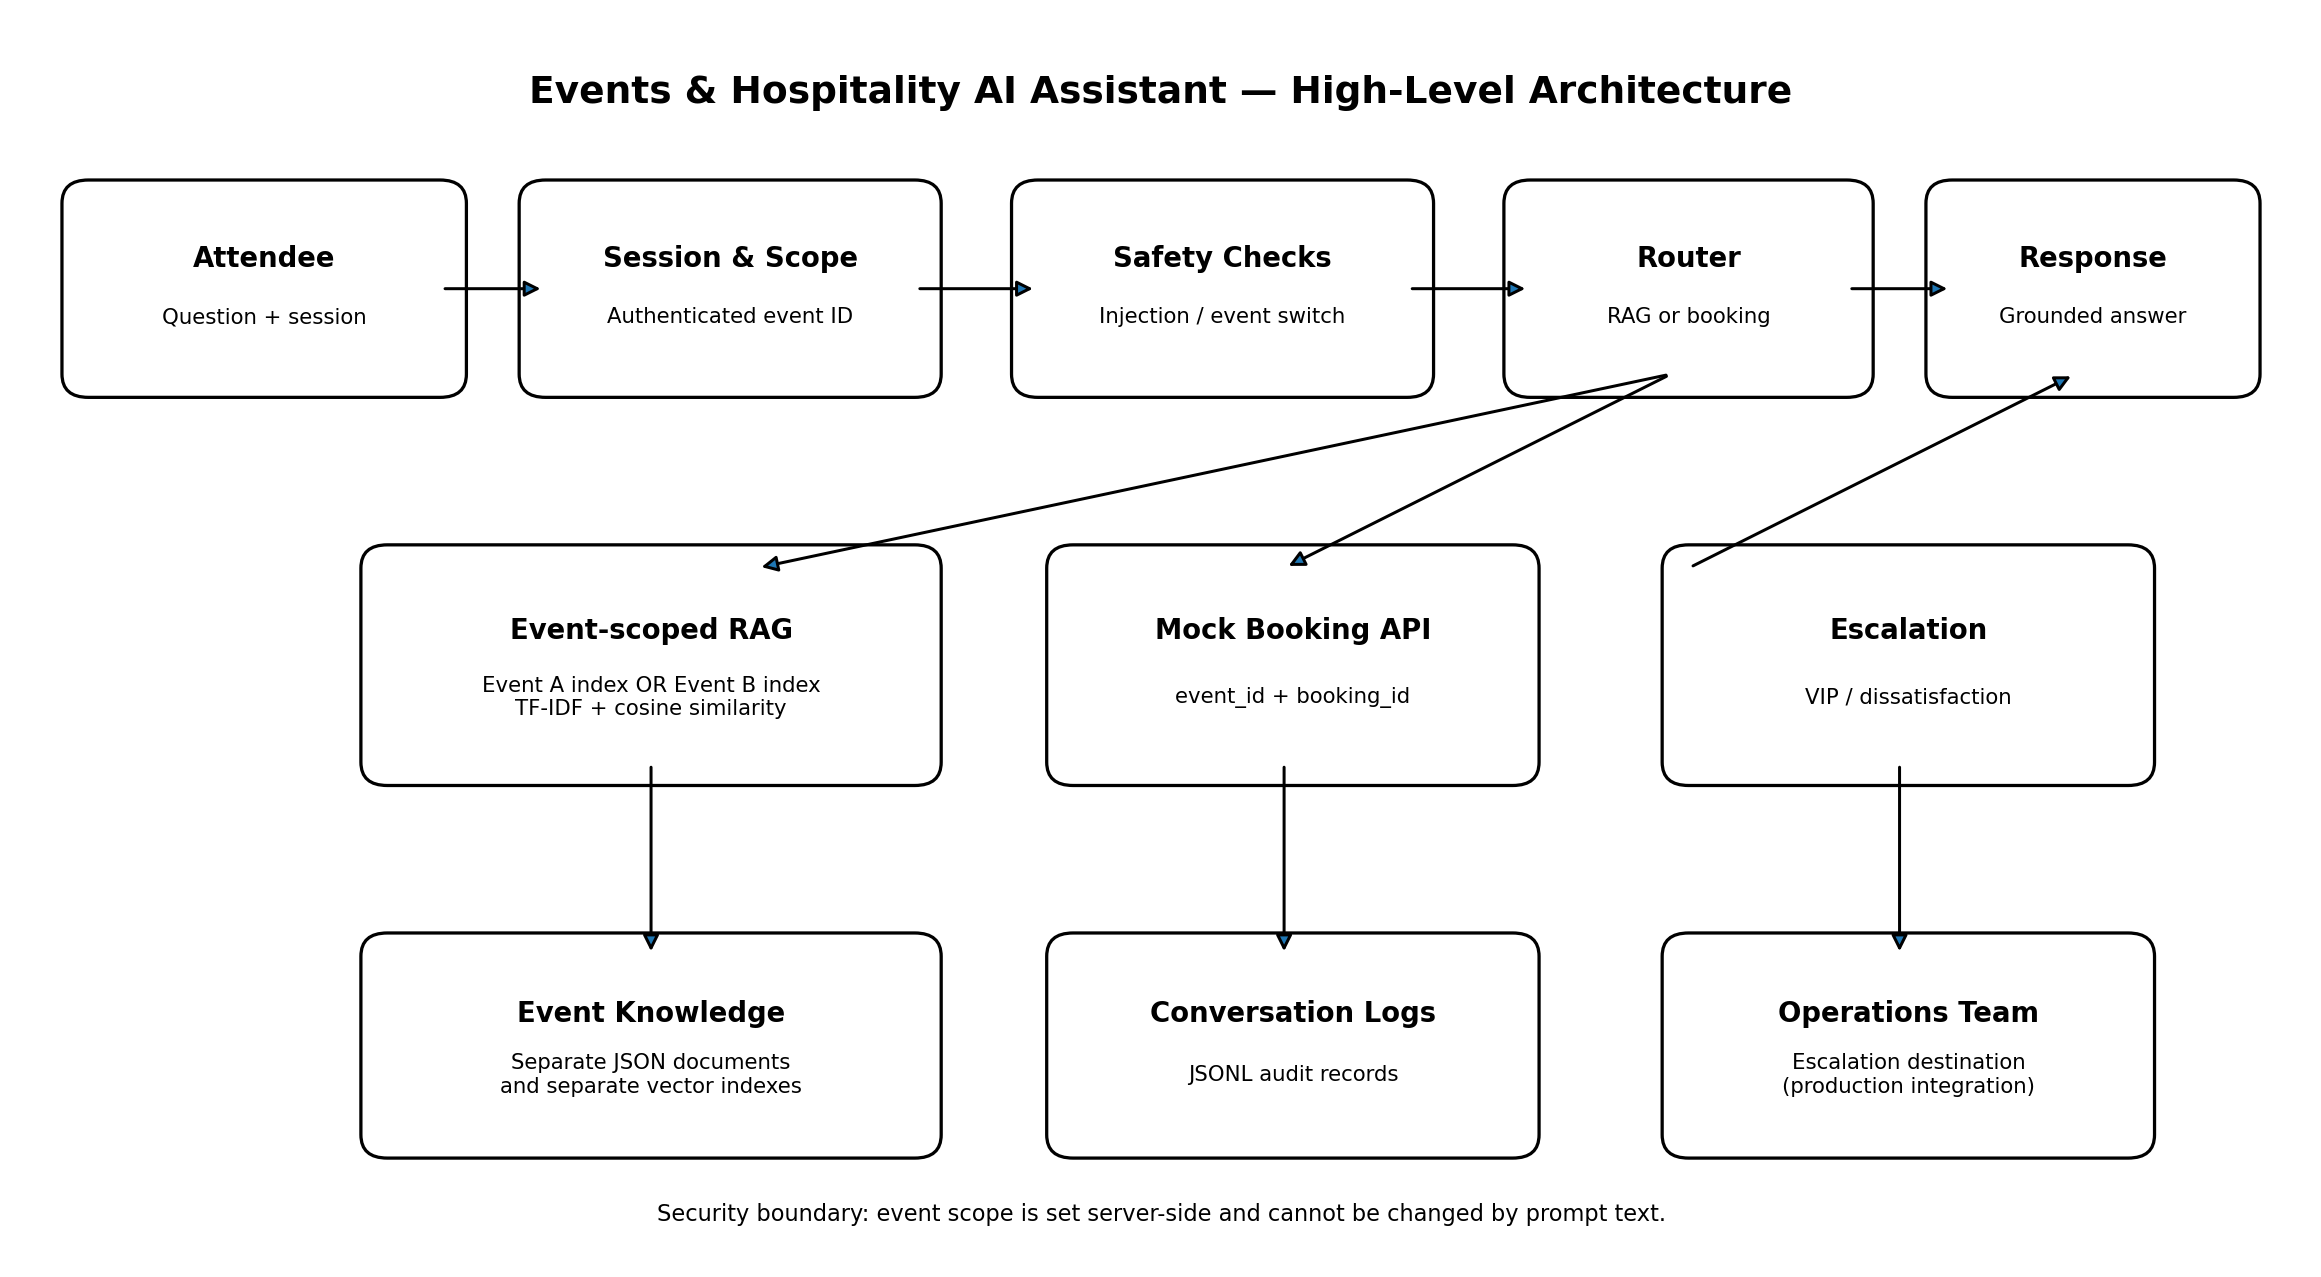 Events & Hospitality AI Assistant — High-Level Architecture
Attendee
Question + session
Session & Scope
Authenticated event ID
Safety Checks
Injection / event switch
Router
RAG or booking
Response
Grounded answer
Event-scoped RAG
Event A index OR Event B index
TF-IDF + cosine similarity
Mock Booking API
event_id + booking_id
Escalation
VIP / dissatisfaction
Event Knowledge
Separate JSON documents
and separate vector indexes
Conversation Logs
JSONL audit records
Operations Team
Escalation destination
(production integration)
Security boundary: event scope is set server-side and cannot be changed by prompt text.